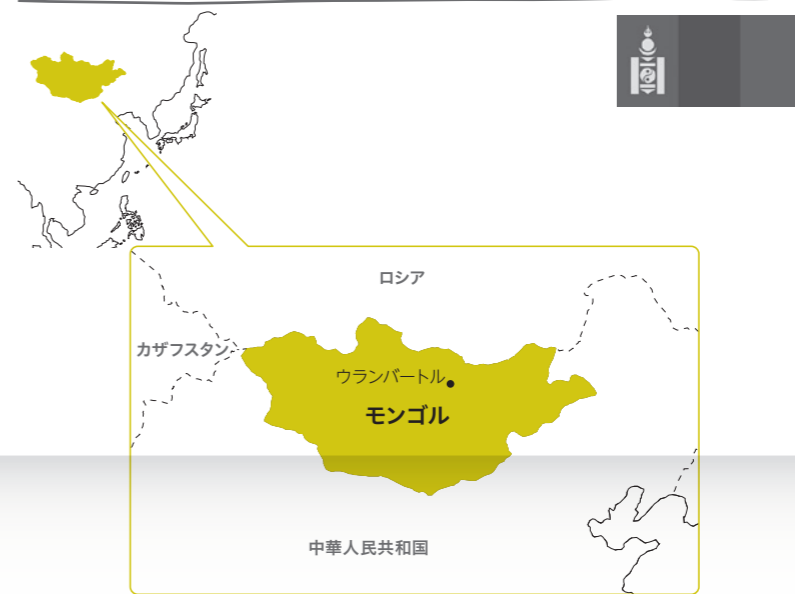 ロシア
カザフスタン
ウランバートル
モンゴル
中華人民共和国